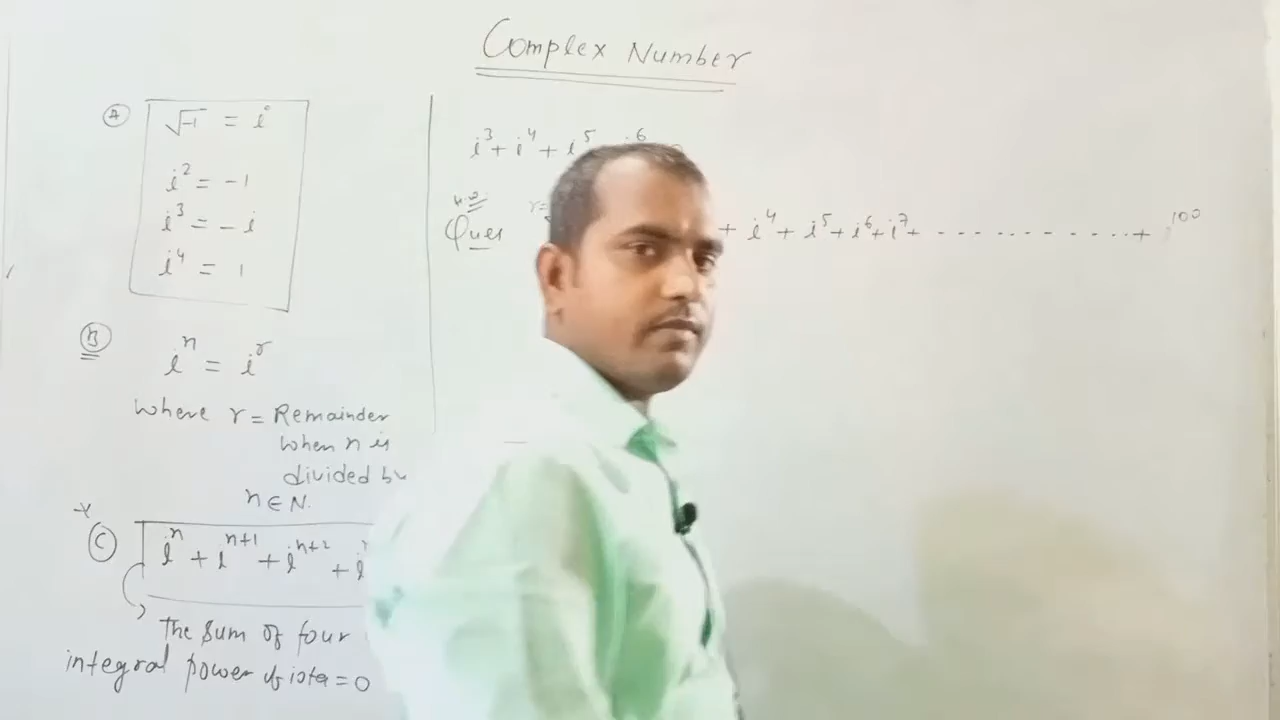 Complex Number
(A) √-1 = i
i² = -1
i³ = -i
i⁴ = 1
(B) iⁿ = iʳ
where r = Remainder
when n is
divided by
n ∈ N.
(C) iⁿ + iⁿ⁺¹ + iⁿ⁺² + i
The sum of four
integral power of iota = 0
i³ + i⁴ + i⁵ i⁶
Ques + i⁴ + i⁵ + i⁶ + i⁷ + - - - - - - - - - - - + i¹⁰⁰